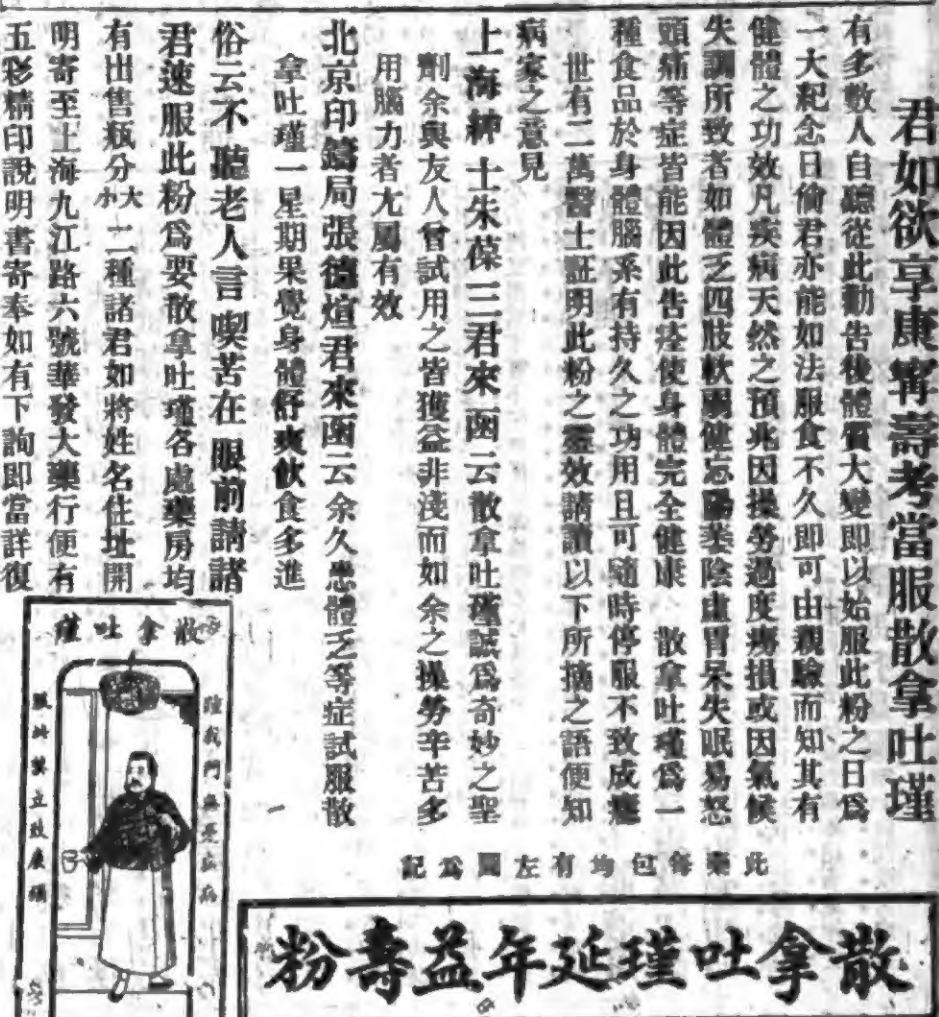 君如欲享康寗壽考當服散拿吐瑾
有多數人自聽從此勸告後體質大變即以始服此粉之日爲
一大紀念日倘君亦能如法服食不久即可由親驗而知其有
健體之功效凡疾病天然之預兆因操勞過度癆損或因氣候
失調所致者如體乏四肢軟弱健忘陽萎陰虛胃呆失眠易怒
頭痛等症皆能因此告痊使身體完全健康 散拿吐瑾爲一
種食品於身體腦系有持久之功用且可隨時停服不致成癮
世有二萬醫士証明此粉之靈效請讀以下所摘之語便知
病家之意見
上海紳士朱葆三君來函云散拿吐瑾誠爲奇妙之聖
劑余與友人曾試用之皆獲益非淺而如余之操勞辛苦多
用腦力者尤屬有效
北京印鑄局張德煊君來函云余久患體乏等症試服散
拿吐瑾一星期果覺身體舒爽飲食多進
俗云不聽老人言喫苦在眼前請諸
君速服此粉爲要散拿吐瑾各處藥房均
有出售瓶分大小二種諸君如將姓名住址開
明寄至上海九江路六號華發大藥行便有
五彩精印說明書寄奉如有下詢即當詳復
此藥每包均有左圖爲記
散拿吐瑾延年益壽粉
散拿吐瑾
我門無
服此藥立致康強